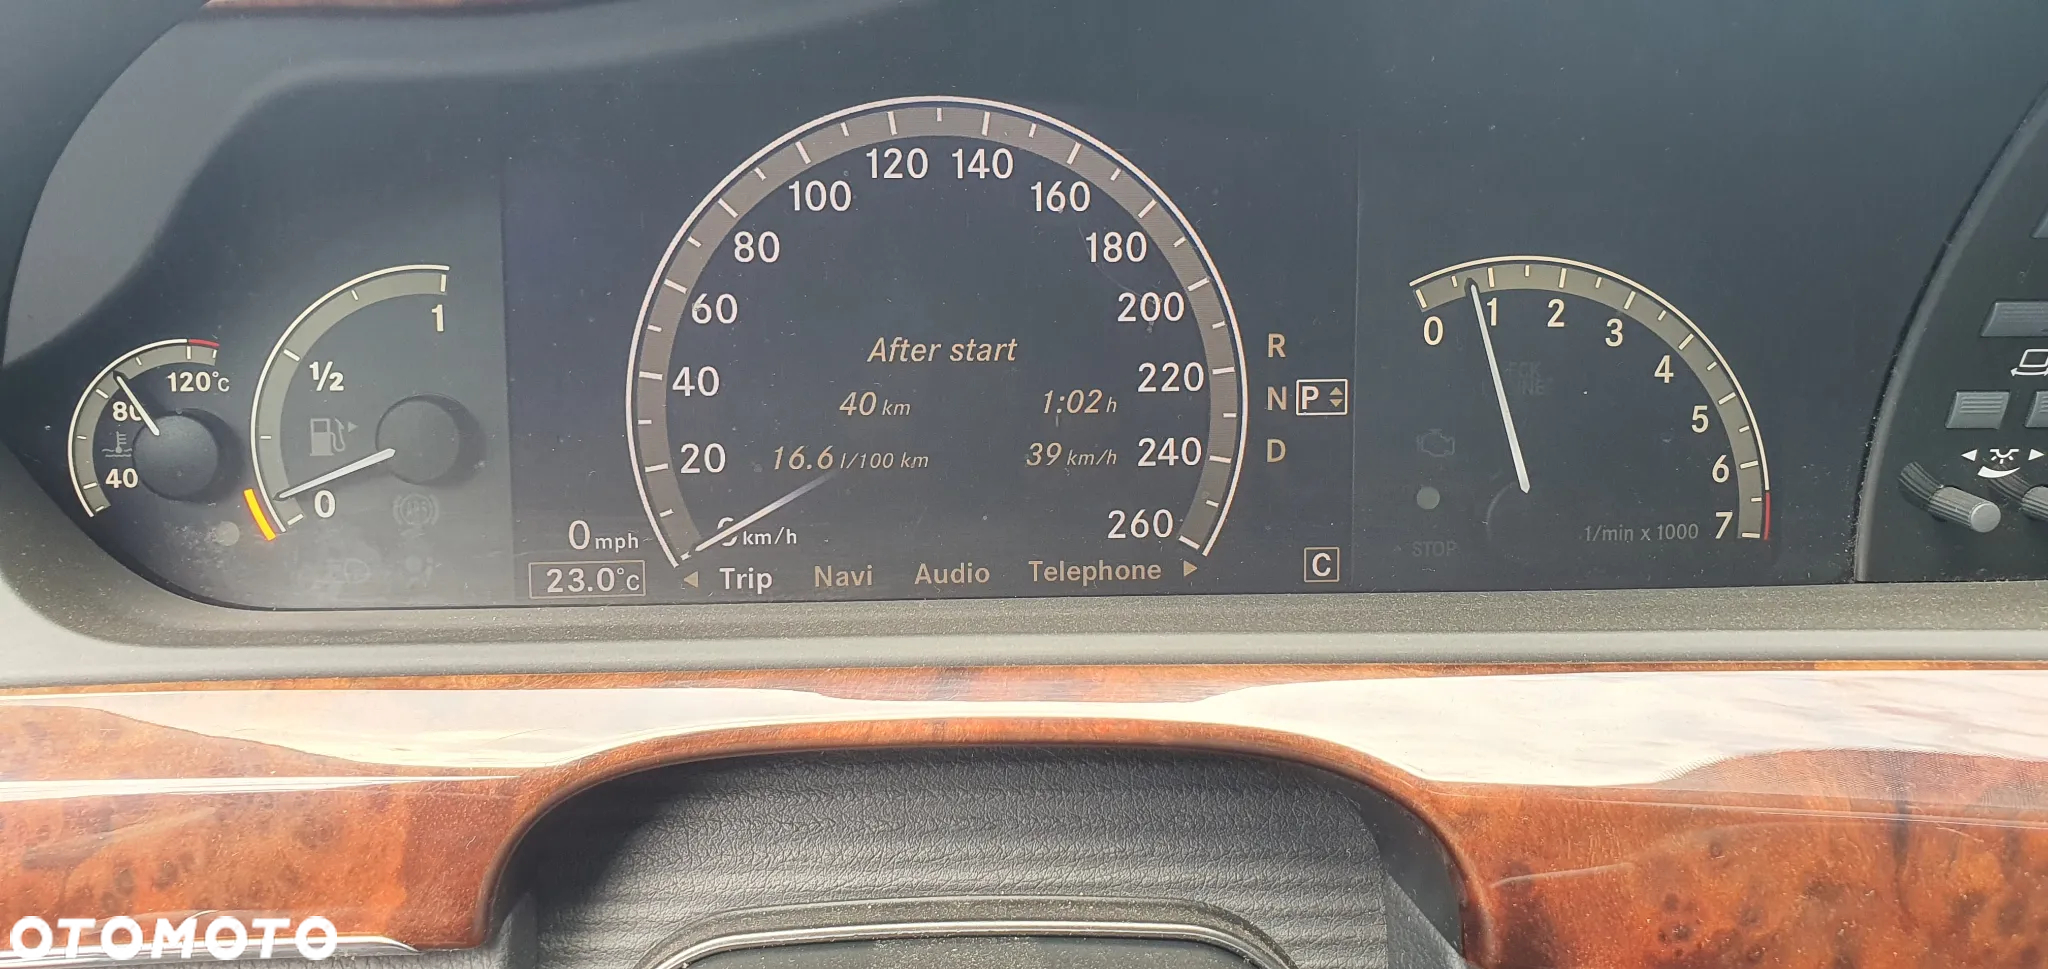 120°C
80
40
1
1/2
0
0 20 40 60 80 100 120 140 160 180 200 220 240 260
km/h
After start
40 km 1:02 h
16.6 l/100 km 39 km/h
0 mph
23.0°C
Trip Navi Audio Telephone
R
N P
D
C
0 1 2 3 4 5 6 7
1/min x 1000
STOP
OTOMOTO